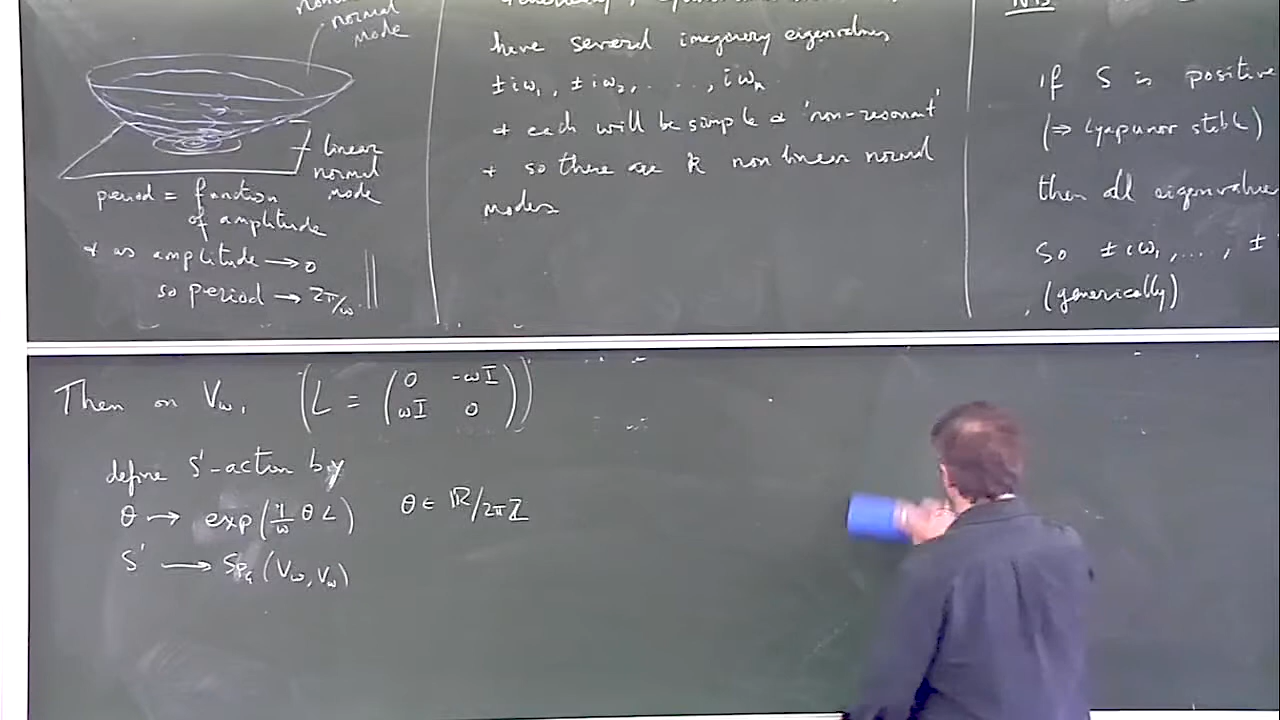 normal
mode
linear
normal
mode
period = function
of amplitude
& as amplitude → 0
so period → 2π/ω.
have several imaginary eigenvalues
±iω₁, ±iω₂, ....., iωₖ
& each will be simple & 'non-resonant'
& so there are k non linear normal
modes
NB
if S is positive
(⇒ Lyapunov stab(L)
then all eigenvalue
So ±iω₁, ...., ±
(generically)
Then on V_ω, (L = (0 -ωI
ωI 0))
define S¹-action by
θ → exp(1/ω θ L) θ ∈ ℝ/2πℤ
S¹ → Sp_G(V_ω, V_ω)